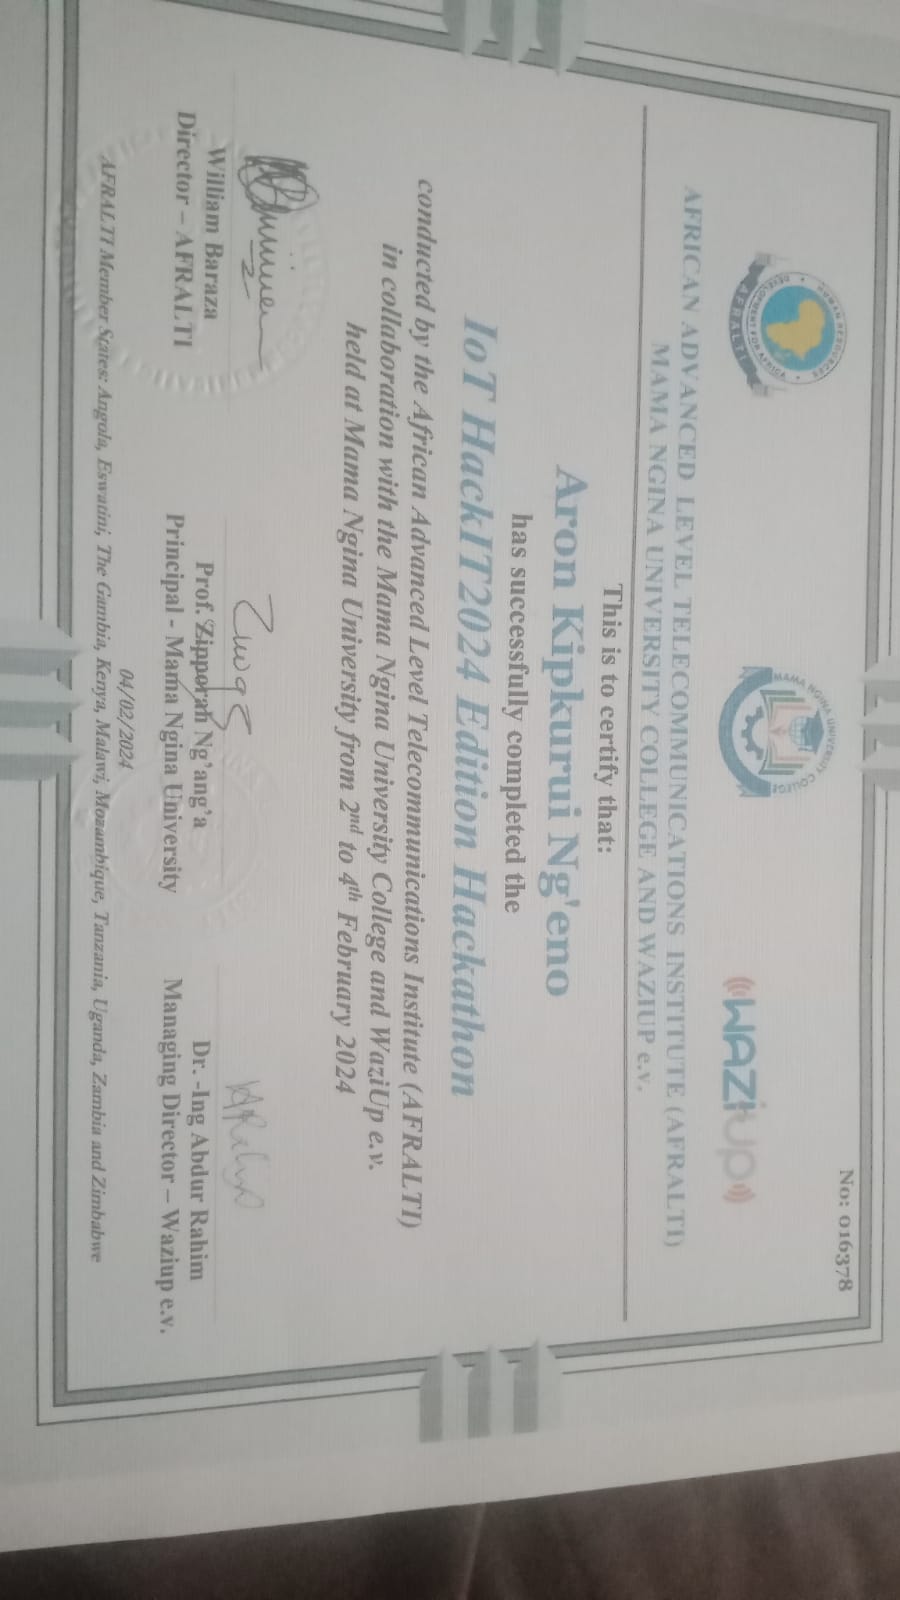 No: 016378
HUMAN RESOURCES
DEVELOPMENT FOR AFRICA
AFRALTI
MAMA NGINA UNIVERSITY COLLEGE
WAZIUP
AFRICAN ADVANCED LEVEL TELECOMMUNICATIONS INSTITUTE (AFRALTI)
MAMA NGINA UNIVERSITY COLLEGE AND WAZIUP e.v.
This is to certify that:
Aron Kipkurui Ng'eno
has successfully completed the
IoT HackIT2024 Edition Hackathon
conducted by the African Advanced Level Telecommunications Institute (AFRALTI)
in collaboration with the Mama Ngina University College and WaziUp e.v.
held at Mama Ngina University from 2nd to 4th February 2024
William Baraza
Director – AFRALTI
Prof. Zipporah Ng'ang'a
Principal - Mama Ngina University
Dr. -Ing Abdur Rahim
Managing Director – Waziup e.v.
04/02/2024
AFRALTI Member States: Angola, Eswatini, The Gambia, Kenya, Malawi, Mozambique, Tanzania, Uganda, Zambia and Zimbabwe